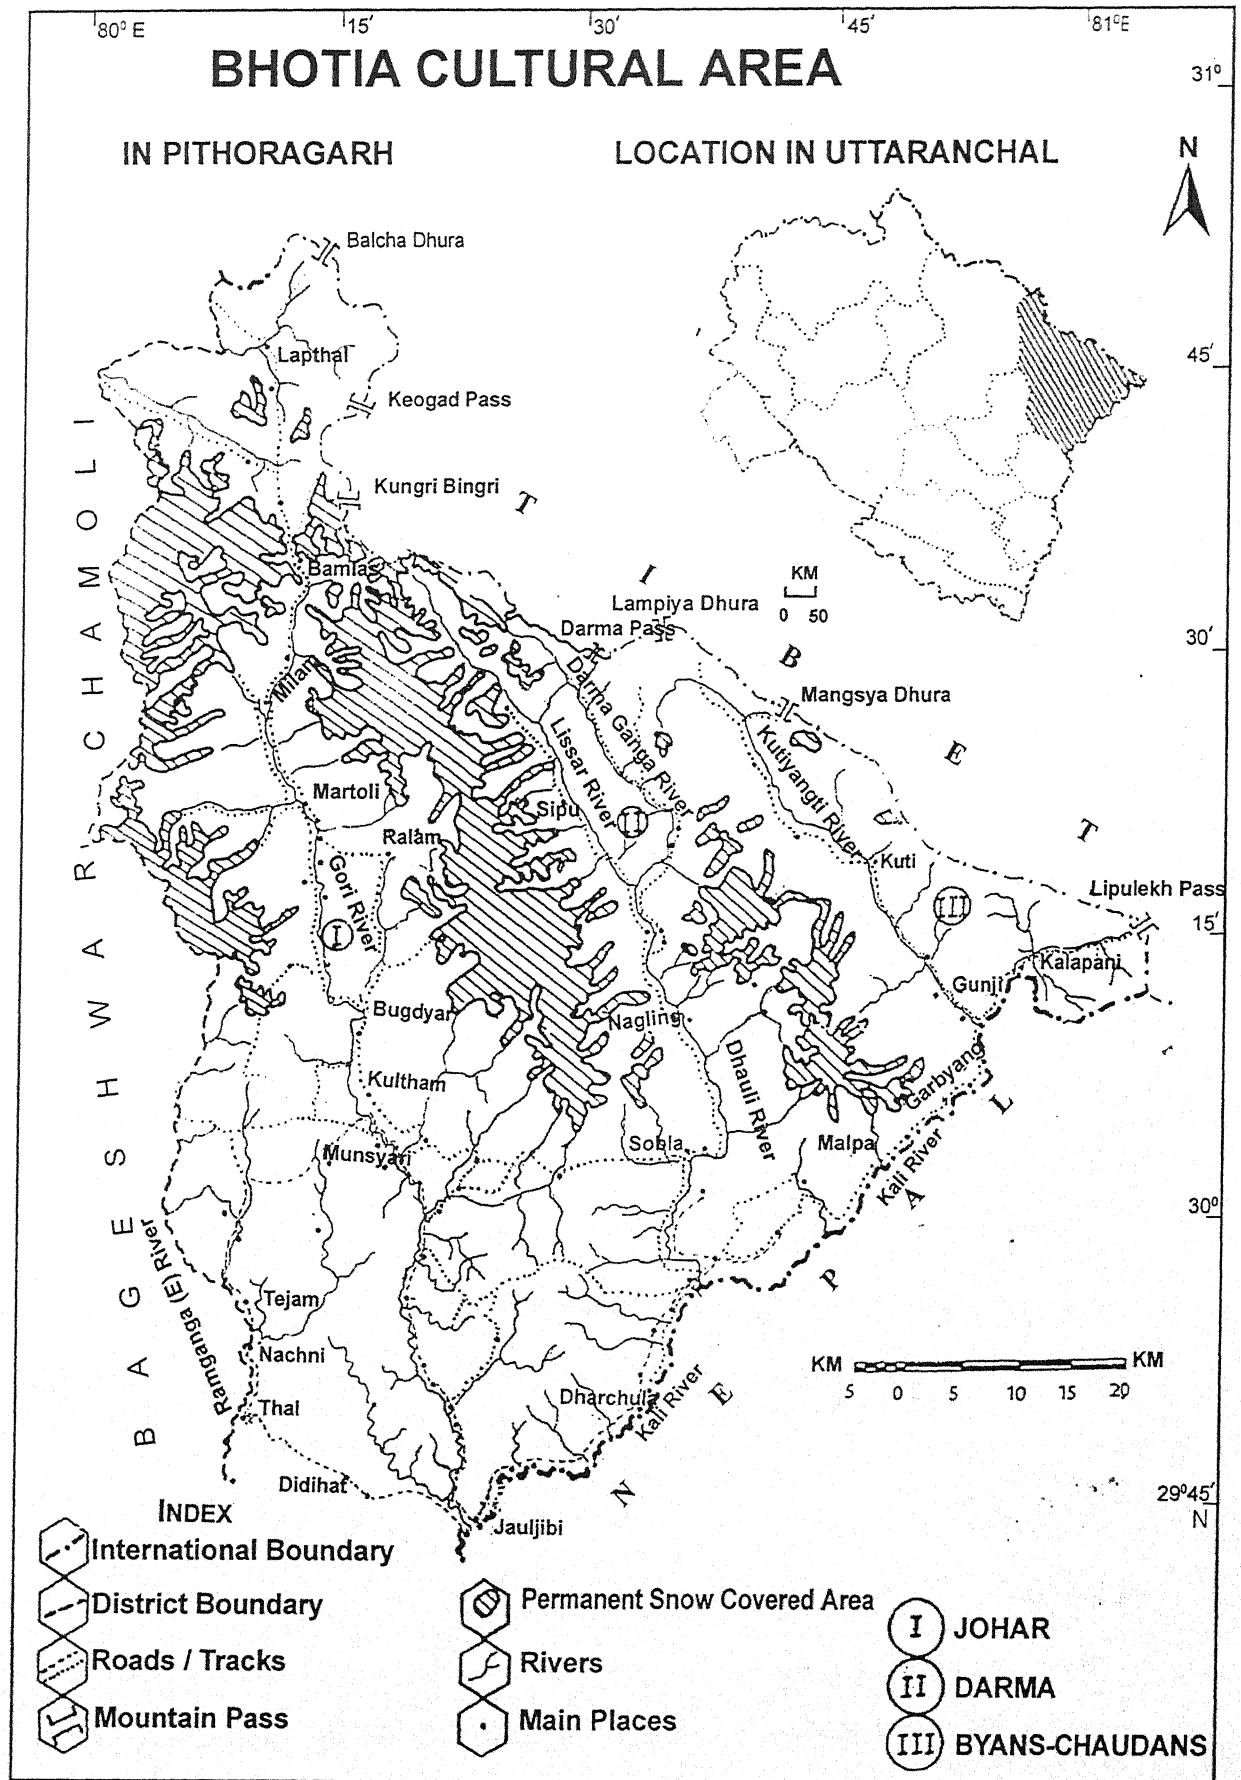 80° E
15′
30′
45′
81°E
BHOTIA CULTURAL AREA
31°
IN PITHORAGARH
LOCATION IN UTTARANCHAL
N
Balcha Dhura
Lapthal
45′
Keogad Pass
Kungri Bingri
CHAMOLI
TIBET
Bamlas
KM
0 50
Lampiya Dhura
Darma Pass
30′
Milam
Mangsya Dhura
Darma Ganga River
Lissar River
Kutiyangti River
Martoli
Sipu
II
Ralam
Kuti
Gori River
I
III
Lipulekh Pass
15′
Kalapani
Gunji
Bugdyar
Nagling
Dhauli River
Garbyang
Kultham
BAGESHWAR
Munsyari
Sobla
Malpa
Kali River
30°
NEPAL
Ramganga (E) River
Tejam
Nachni
KM
KM
5 0 5 10 15 20
Thal
Dharchula
Kali River
Didihat
29°45′
N
Jauljibi
INDEX
International Boundary
District Boundary
Roads / Tracks
Mountain Pass
Permanent Snow Covered Area
Rivers
Main Places
I JOHAR
II DARMA
III BYANS-CHAUDANS